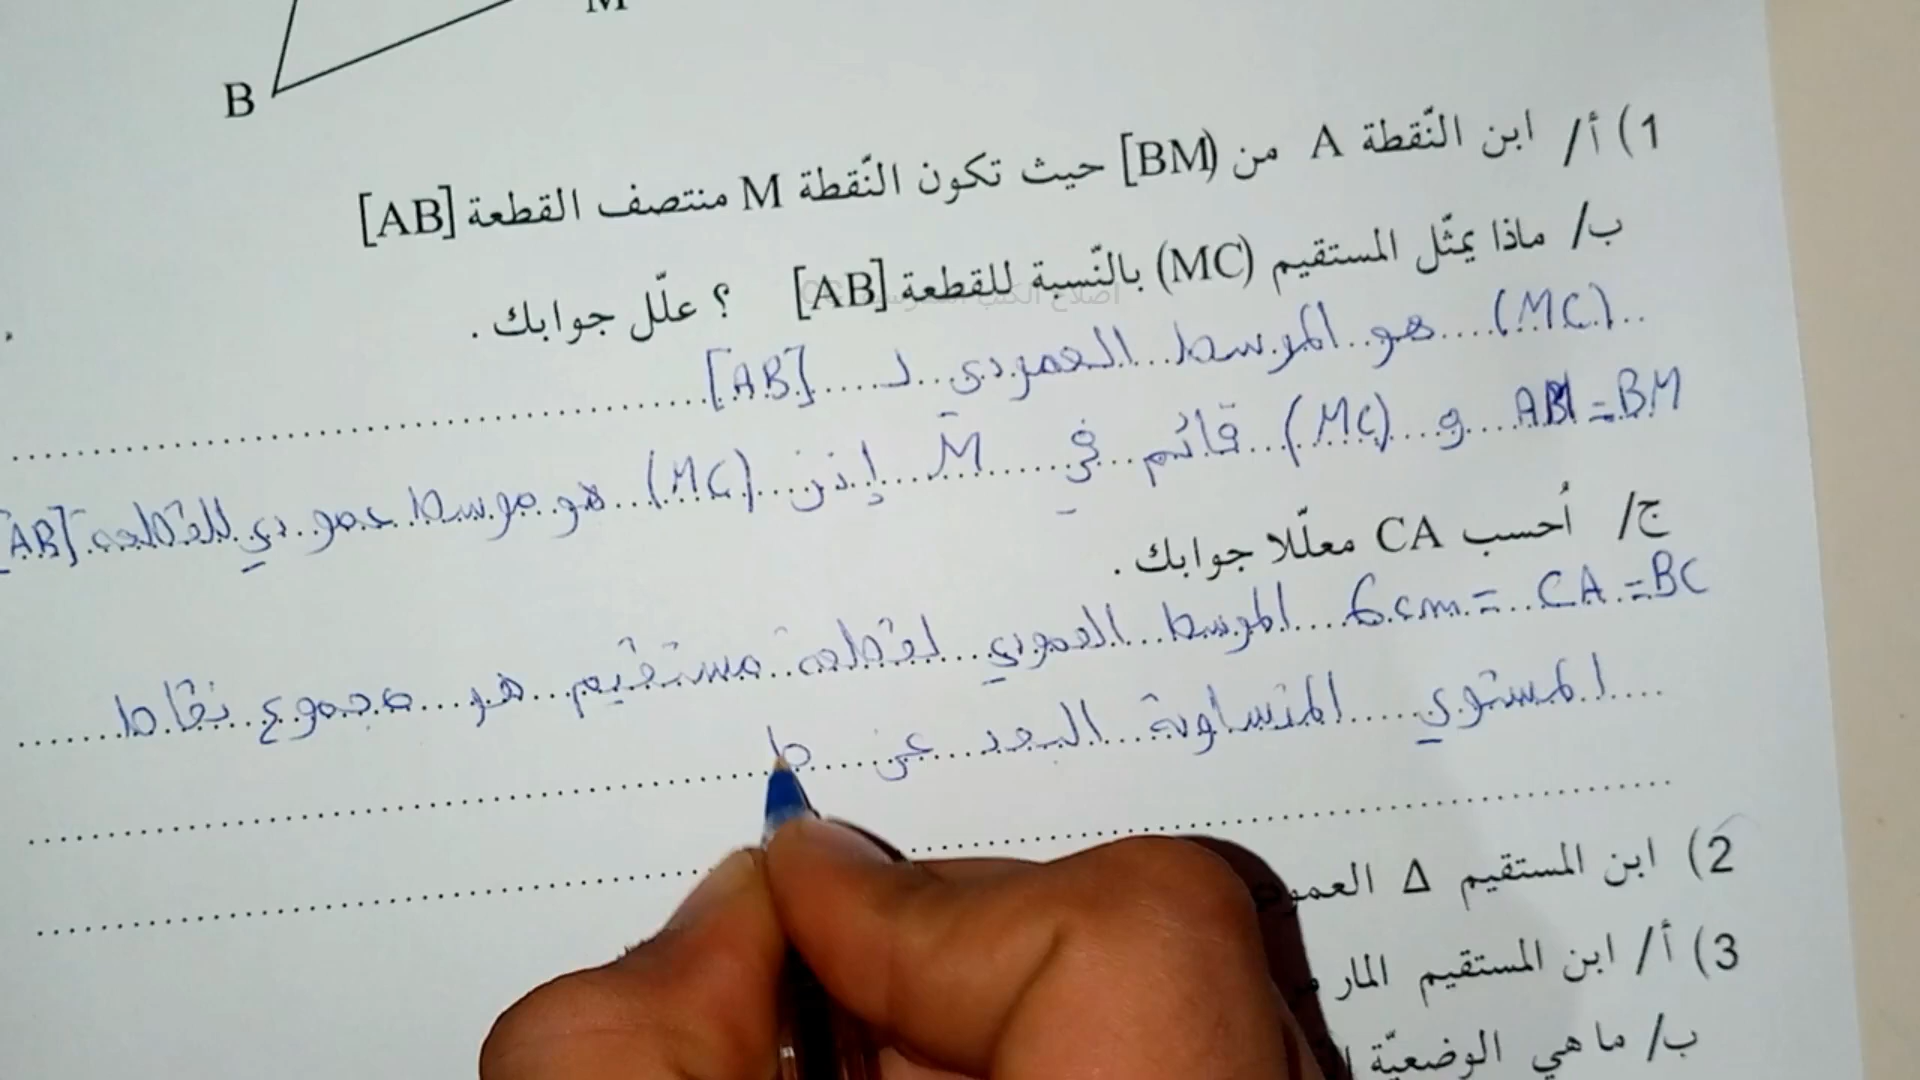 M
B
1) أ/ ابن النّقطة A من [BM) حيث تكون النّقطة M منتصف القطعة [AB]
ب/ ماذا يمثّل المستقيم (MC) بالنّسبة للقطعة [AB] ؟ علّل جوابك .
(MC) هو الموسط العمودي لـ [AB]
AM=BM و (MC) قائم في M إذن (MC) هو موسط عمودي للقطعة [AB]
ج/ اُحسب CA معلّلا جوابك .
CA=BC = 6cm الموسط العمودي لقطعة مستقيم هو مجموع نقاط
المستوي المتساوية البعد عن ط
2) ابن المستقيم Δ العمو
3) أ/ ابن المستقيم المار
ب/ ما هي الوضعيّة